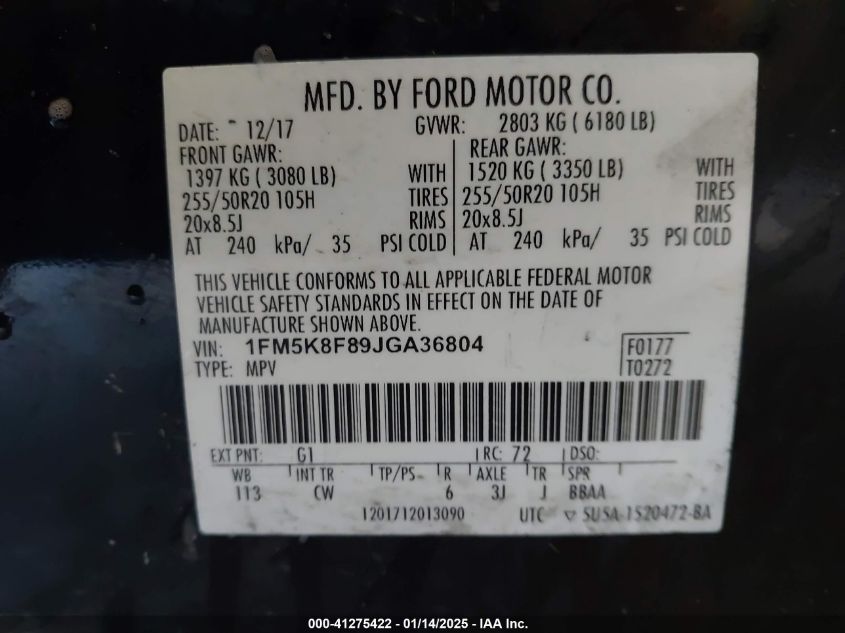 MFD. BY FORD MOTOR CO.
DATE: 12/17 GVWR: 2803 KG ( 6180 LB)
FRONT GAWR: REAR GAWR:
1397 KG ( 3080 LB) WITH 1520 KG ( 3350 LB) WITH
255/50R20 105H TIRES 255/50R20 105H TIRES
20x8.5J RIMS 20x8.5J RIMS
AT 240 kPa/ 35 PSI COLD AT 240 kPa/ 35 PSI COLD
THIS VEHICLE CONFORMS TO ALL APPLICABLE FEDERAL MOTOR
VEHICLE SAFETY STANDARDS IN EFFECT ON THE DATE OF
MANUFACTURE SHOWN ABOVE.
VIN: 1FM5K8F89JGA36804 F0177
TYPE: MPV T0272
EXT PNT: G1 RC: 72 DSO:
WB INT TR TP/PS R AXLE TR SPR
113 CW 6 3J J BBAA
1201712013090 UTC ▽ SU5A-1520472-BA
000-41275422 - 01/14/2025 - IAA Inc.